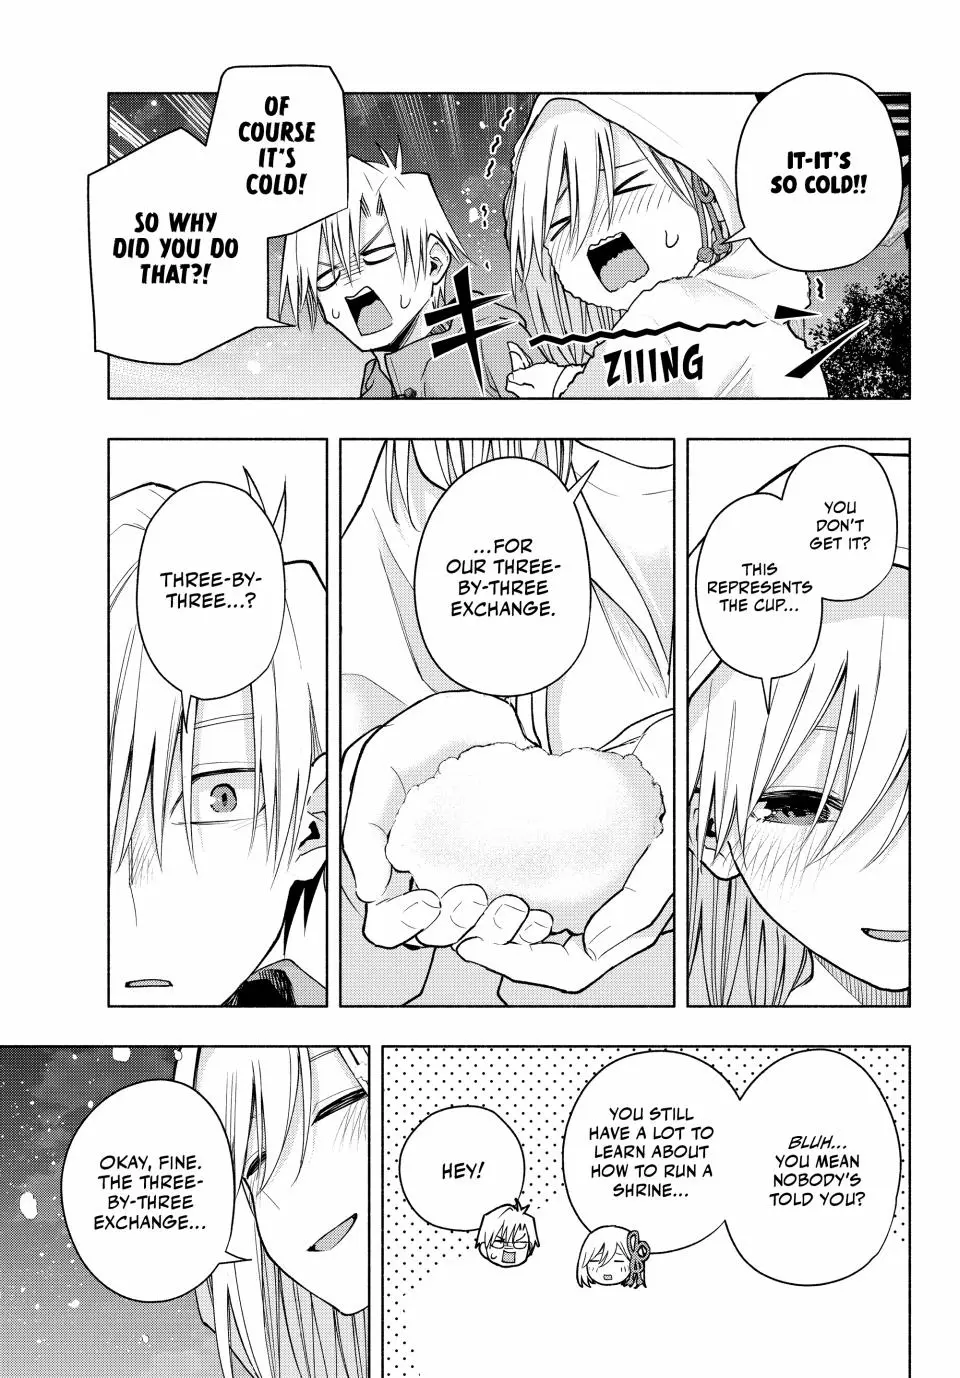 IT-IT'S
SO COLD!!
OF
COURSE
IT'S
COLD!
SO WHY
DID YOU DO
THAT?!
キ
ZIIING
YOU
DON'T
GET IT?
THIS
REPRESENTS
THE CUP...
...FOR
OUR THREE-
BY-THREE
EXCHANGE.
THREE-BY-
THREE...?
BLUH...
YOU MEAN
NOBODY'S
TOLD YOU?
YOU STILL
HAVE A LOT TO
LEARN ABOUT
HOW TO RUN A
SHRINE...
HEY!
OKAY, FINE.
THE THREE-
BY-THREE
EXCHANGE...